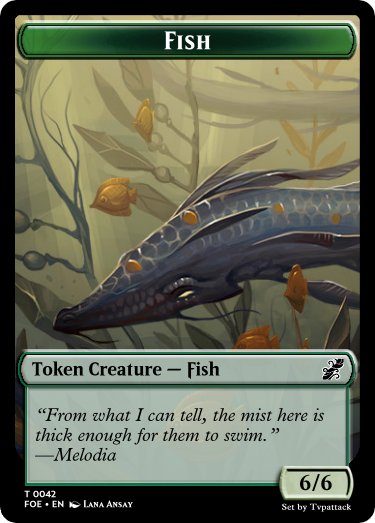 Fish
Token Creature — Fish
“From what I can tell, the mist here is
thick enough for them to swim.”
—Melodia
6/6
T 0042
FOE • EN Lana Ansay
Set by Tvpattack